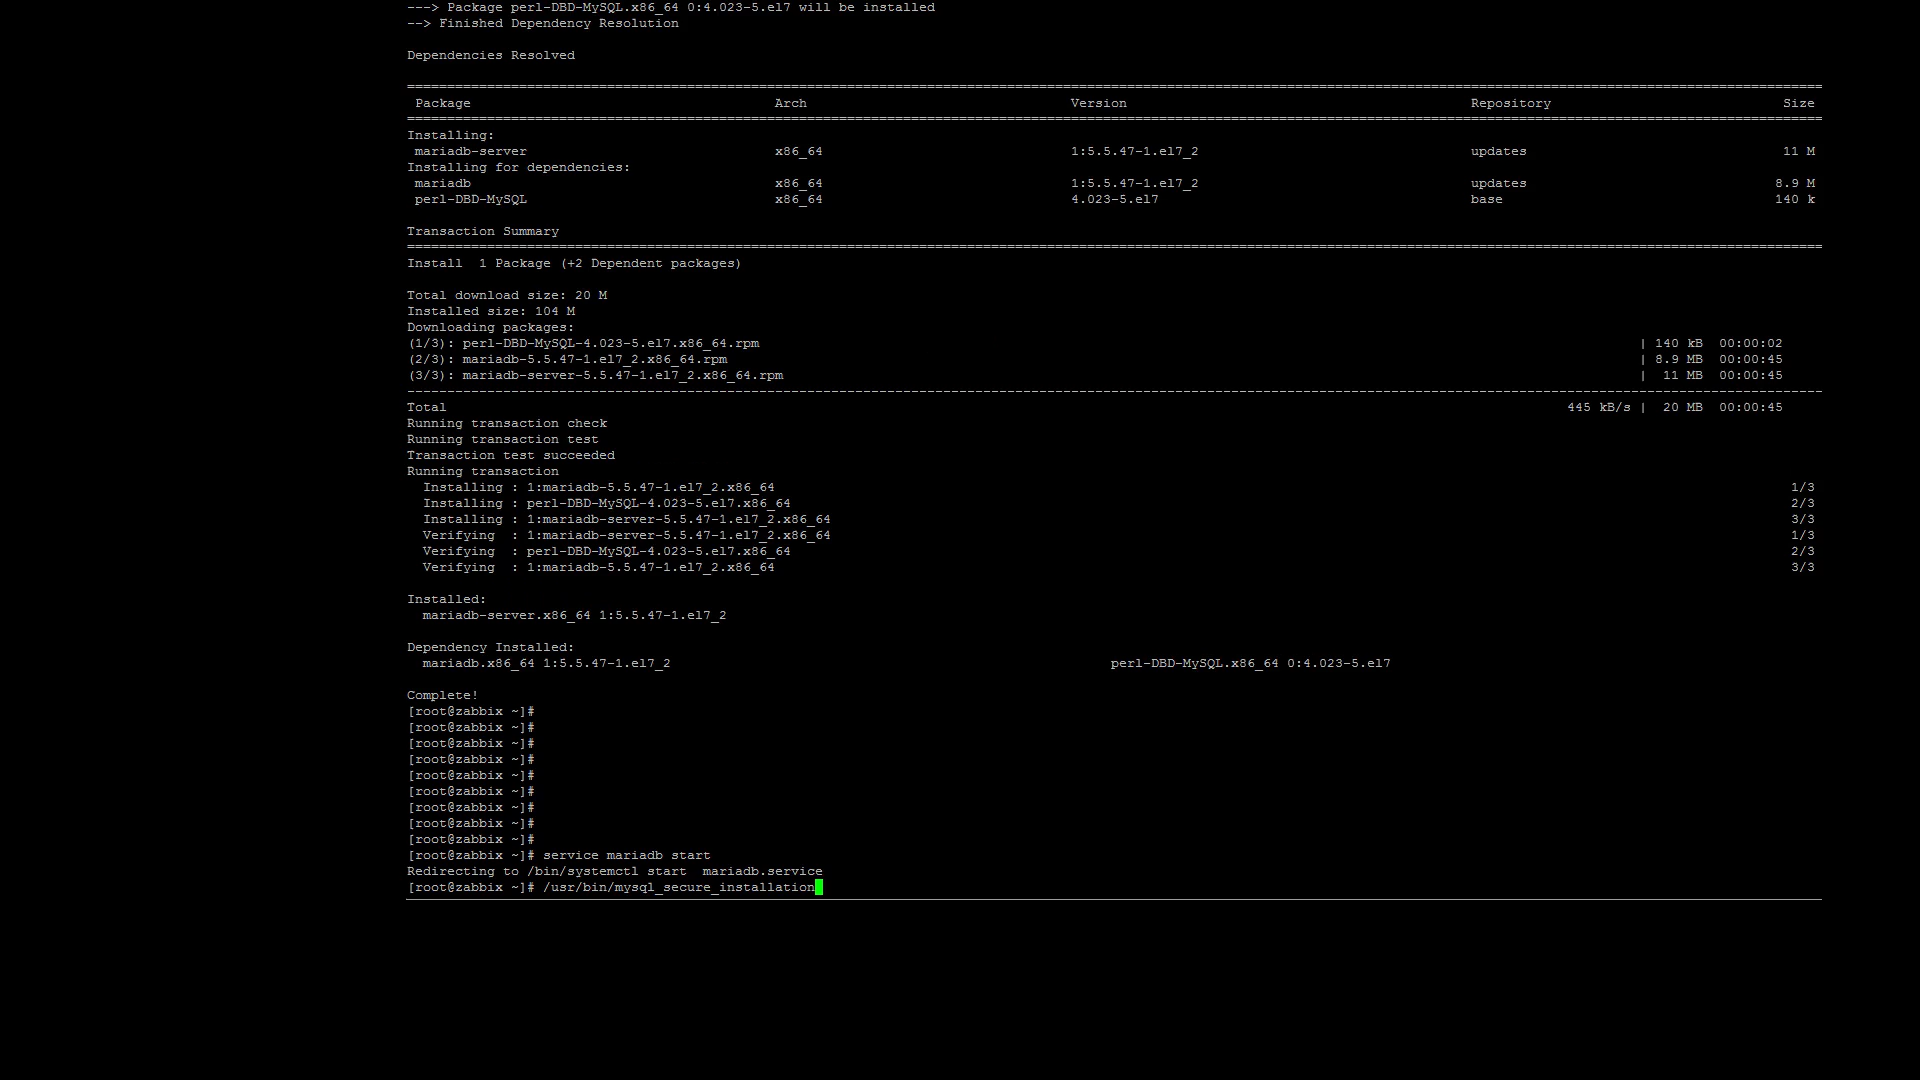 ---> Package perl-DBD-MySQL.x86_64 0:4.023-5.el7 will be installed
--> Finished Dependency Resolution
Dependencies Resolved
================================================================================
Package Arch Version Repository Size
================================================================================
Installing:
mariadb-server x86_64 1:5.5.47-1.el7_2 updates 11 M
Installing for dependencies:
mariadb x86_64 1:5.5.47-1.el7_2 updates 8.9 M
perl-DBD-MySQL x86_64 4.023-5.el7 base 140 k
Transaction Summary
================================================================================
Install  1 Package (+2 Dependent packages)
Total download size: 20 M
Installed size: 104 M
Downloading packages:
(1/3): perl-DBD-MySQL-4.023-5.el7.x86_64.rpm | 140 kB  00:00:02
(2/3): mariadb-5.5.47-1.el7_2.x86_64.rpm | 8.9 MB  00:00:45
(3/3): mariadb-server-5.5.47-1.el7_2.x86_64.rpm |  11 MB  00:00:45
--------------------------------------------------------------------------------
Total 445 kB/s |  20 MB  00:00:45
Running transaction check
Running transaction test
Transaction test succeeded
Running transaction
Installing : 1:mariadb-5.5.47-1.el7_2.x86_64 1/3
Installing : perl-DBD-MySQL-4.023-5.el7.x86_64 2/3
Installing : 1:mariadb-server-5.5.47-1.el7_2.x86_64 3/3
Verifying  : 1:mariadb-server-5.5.47-1.el7_2.x86_64 1/3
Verifying  : perl-DBD-MySQL-4.023-5.el7.x86_64 2/3
Verifying  : 1:mariadb-5.5.47-1.el7_2.x86_64 3/3
Installed:
mariadb-server.x86_64 1:5.5.47-1.el7_2
Dependency Installed:
mariadb.x86_64 1:5.5.47-1.el7_2 perl-DBD-MySQL.x86_64 0:4.023-5.el7
Complete!
[root@zabbix ~]#
[root@zabbix ~]#
[root@zabbix ~]#
[root@zabbix ~]#
[root@zabbix ~]#
[root@zabbix ~]#
[root@zabbix ~]#
[root@zabbix ~]#
[root@zabbix ~]#
[root@zabbix ~]# service mariadb start
Redirecting to /bin/systemctl start  mariadb.service
[root@zabbix ~]# /usr/bin/mysql_secure_installation